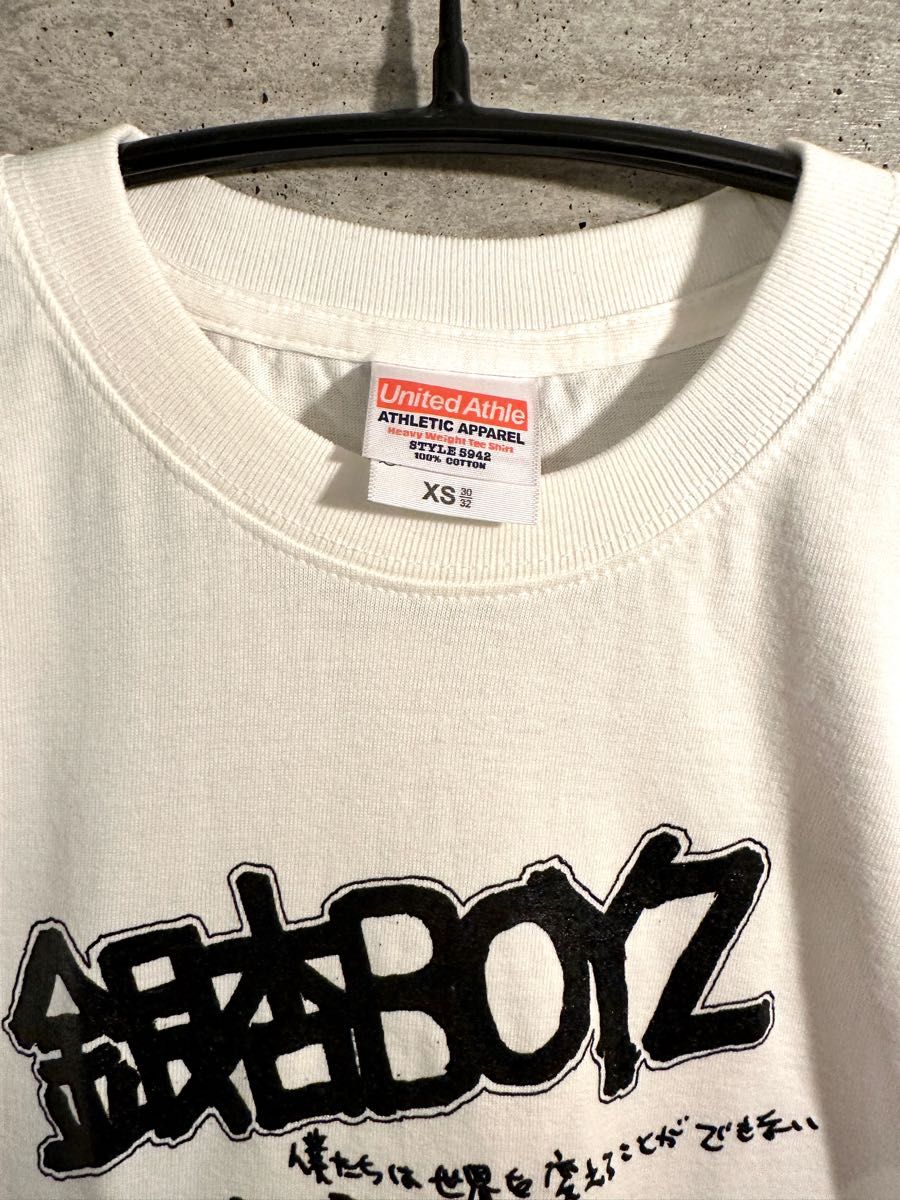 United Athle
ATHLETIC APPAREL
Heavy Weight Tee Shirt
STYLE 5942
100% COTTON
XS 30/32
銀杏BOYZ
僕たちは世界を変えることができない